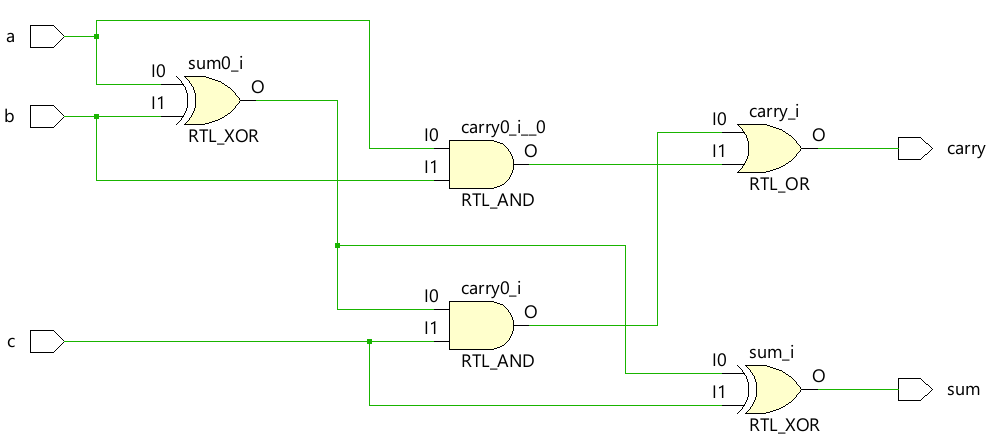 a
sum0_i
I0
O
I1
b
RTL_XOR
carry0_i__0
I0
O
I1
RTL_AND
carry_i
I0
O
I1
carry
RTL_OR
carry0_i
I0
O
I1
c
RTL_AND
sum_i
I0
O
I1
sum
RTL_XOR